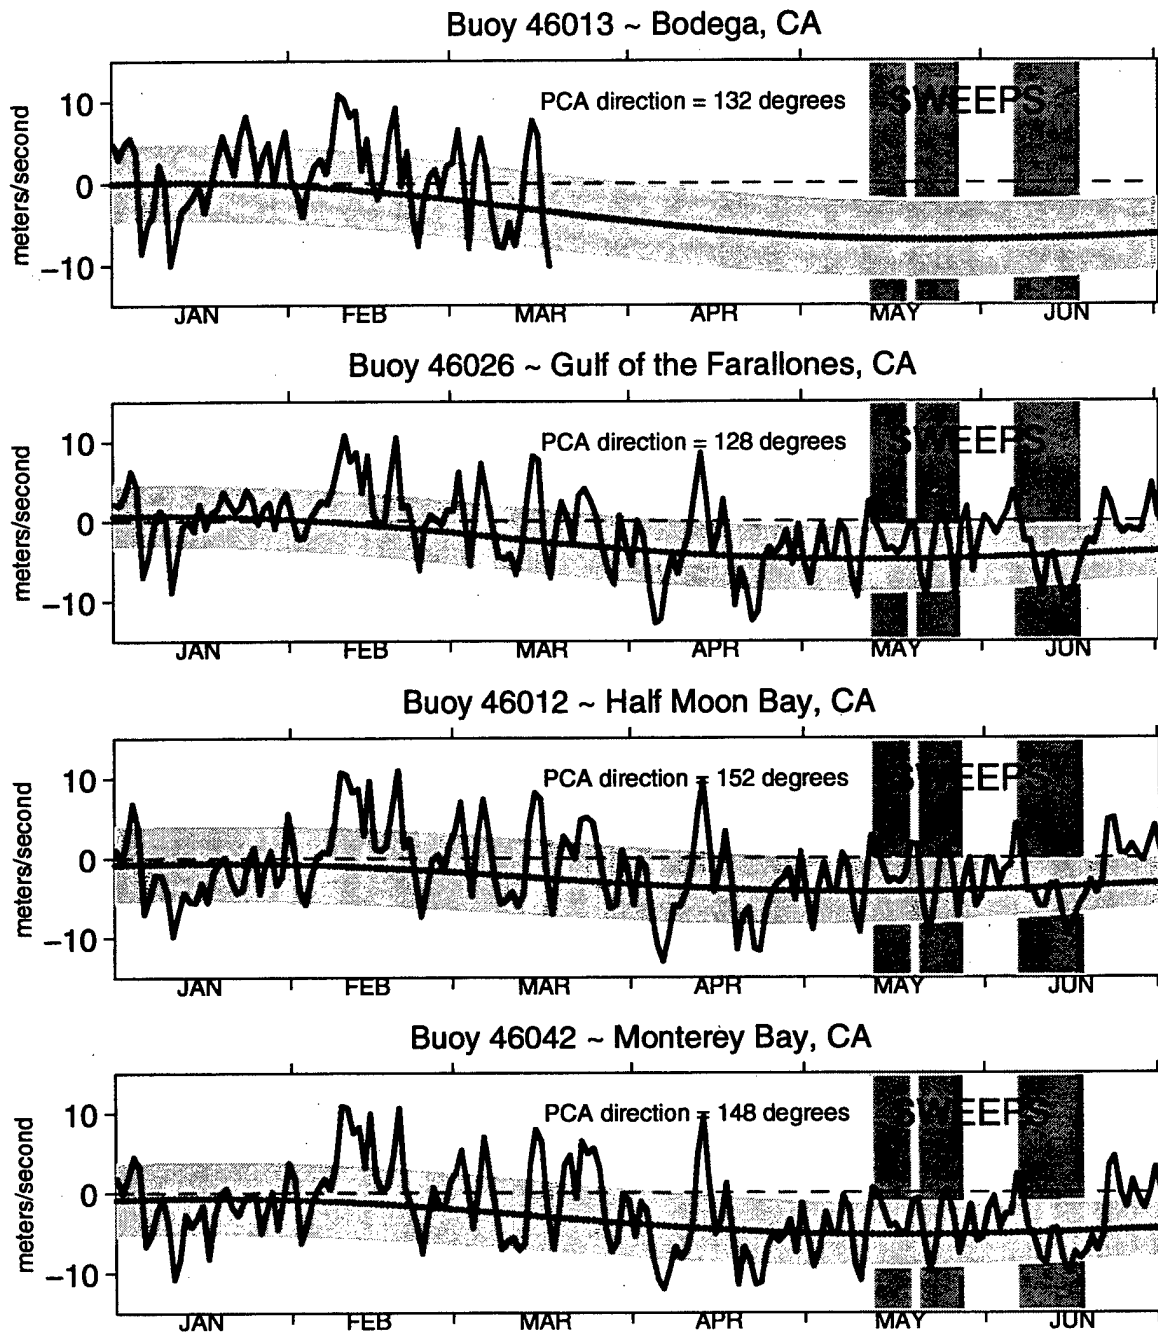 Buoy 46013 ~ Bodega, CA
meters/second
10
0
−10
PCA direction = 132 degrees
SWEEPS
JAN FEB MAR APR MAY JUN
Buoy 46026 ~ Gulf of the Farallones, CA
meters/second
10
0
−10
PCA direction = 128 degrees
SWEEPS
JAN FEB MAR APR MAY JUN
Buoy 46012 ~ Half Moon Bay, CA
meters/second
10
0
−10
PCA direction = 152 degrees
SWEEPS
JAN FEB MAR APR MAY JUN
Buoy 46042 ~ Monterey Bay, CA
meters/second
10
0
−10
PCA direction = 148 degrees
SWEEPS
JAN FEB MAR APR MAY JUN